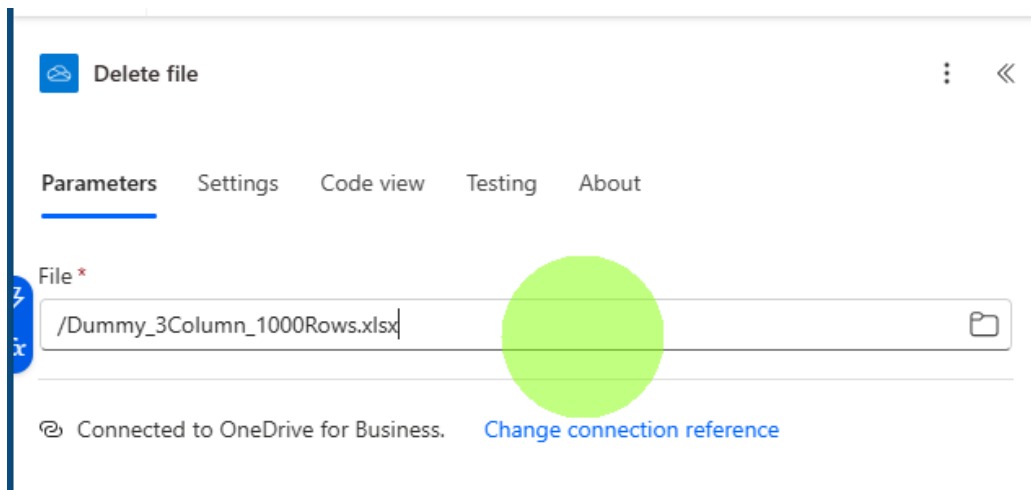 Delete file
Parameters Settings Code view Testing About
File *
/Dummy_3Column_1000Rows.xlsx
fx
Connected to OneDrive for Business. Change connection reference